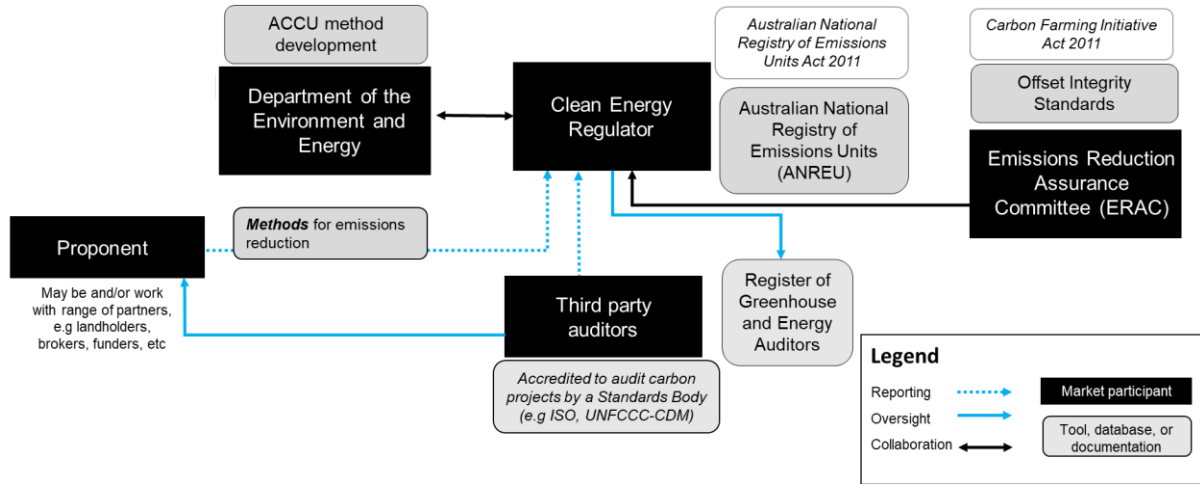 ACCU method
development
Department of the
Environment and
Energy
Clean Energy
Regulator
Australian National
Registry of Emissions
Units Act 2011
Australian National
Registry of
Emissions Units
(ANREU)
Carbon Farming Initiative
Act 2011
Offset Integrity
Standards
Emissions Reduction
Assurance
Committee (ERAC)
Proponent
May be and/or work
with range of partners,
e.g landholders,
brokers, funders, etc
Methods for emissions
reduction
Third party
auditors
Accredited to audit carbon
projects by a Standards Body
(e.g ISO, UNFCCC-CDM)
Register of
Greenhouse
and Energy
Auditors
Legend
Reporting
Oversight
Collaboration
Market participant
Tool, database, or
documentation